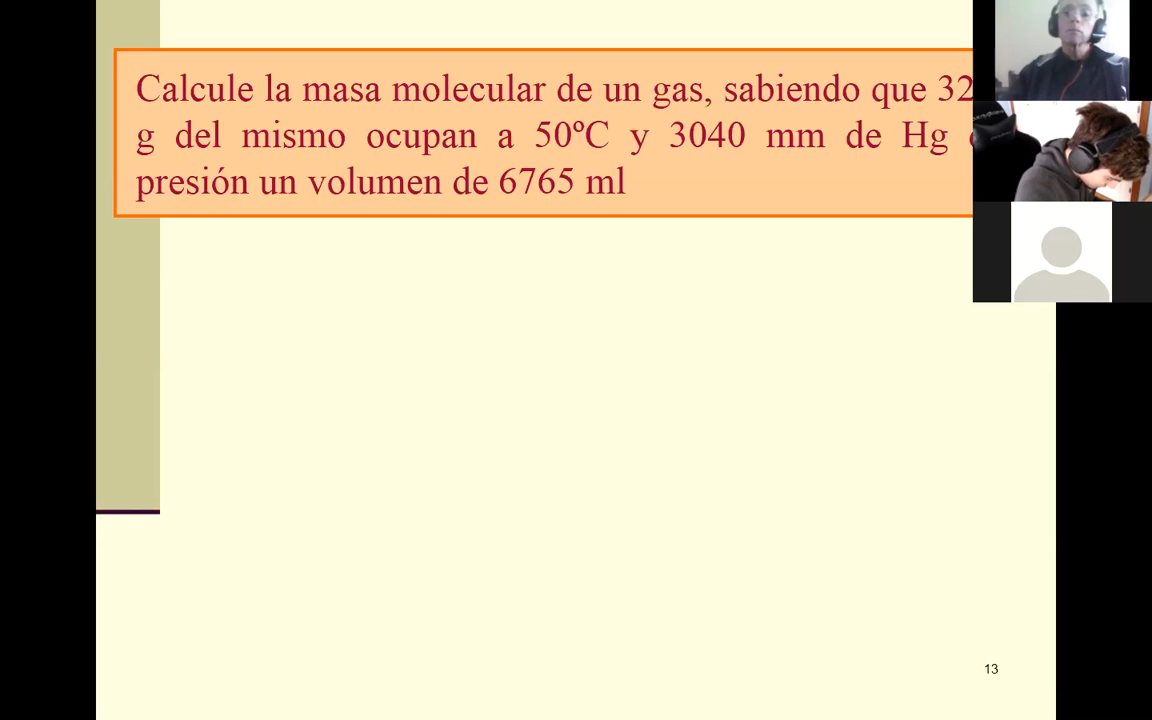 Calcule la masa molecular de un gas, sabiendo que 32
g del mismo ocupan a 50ºC y 3040 mm de Hg
presión un volumen de 6765 ml
13